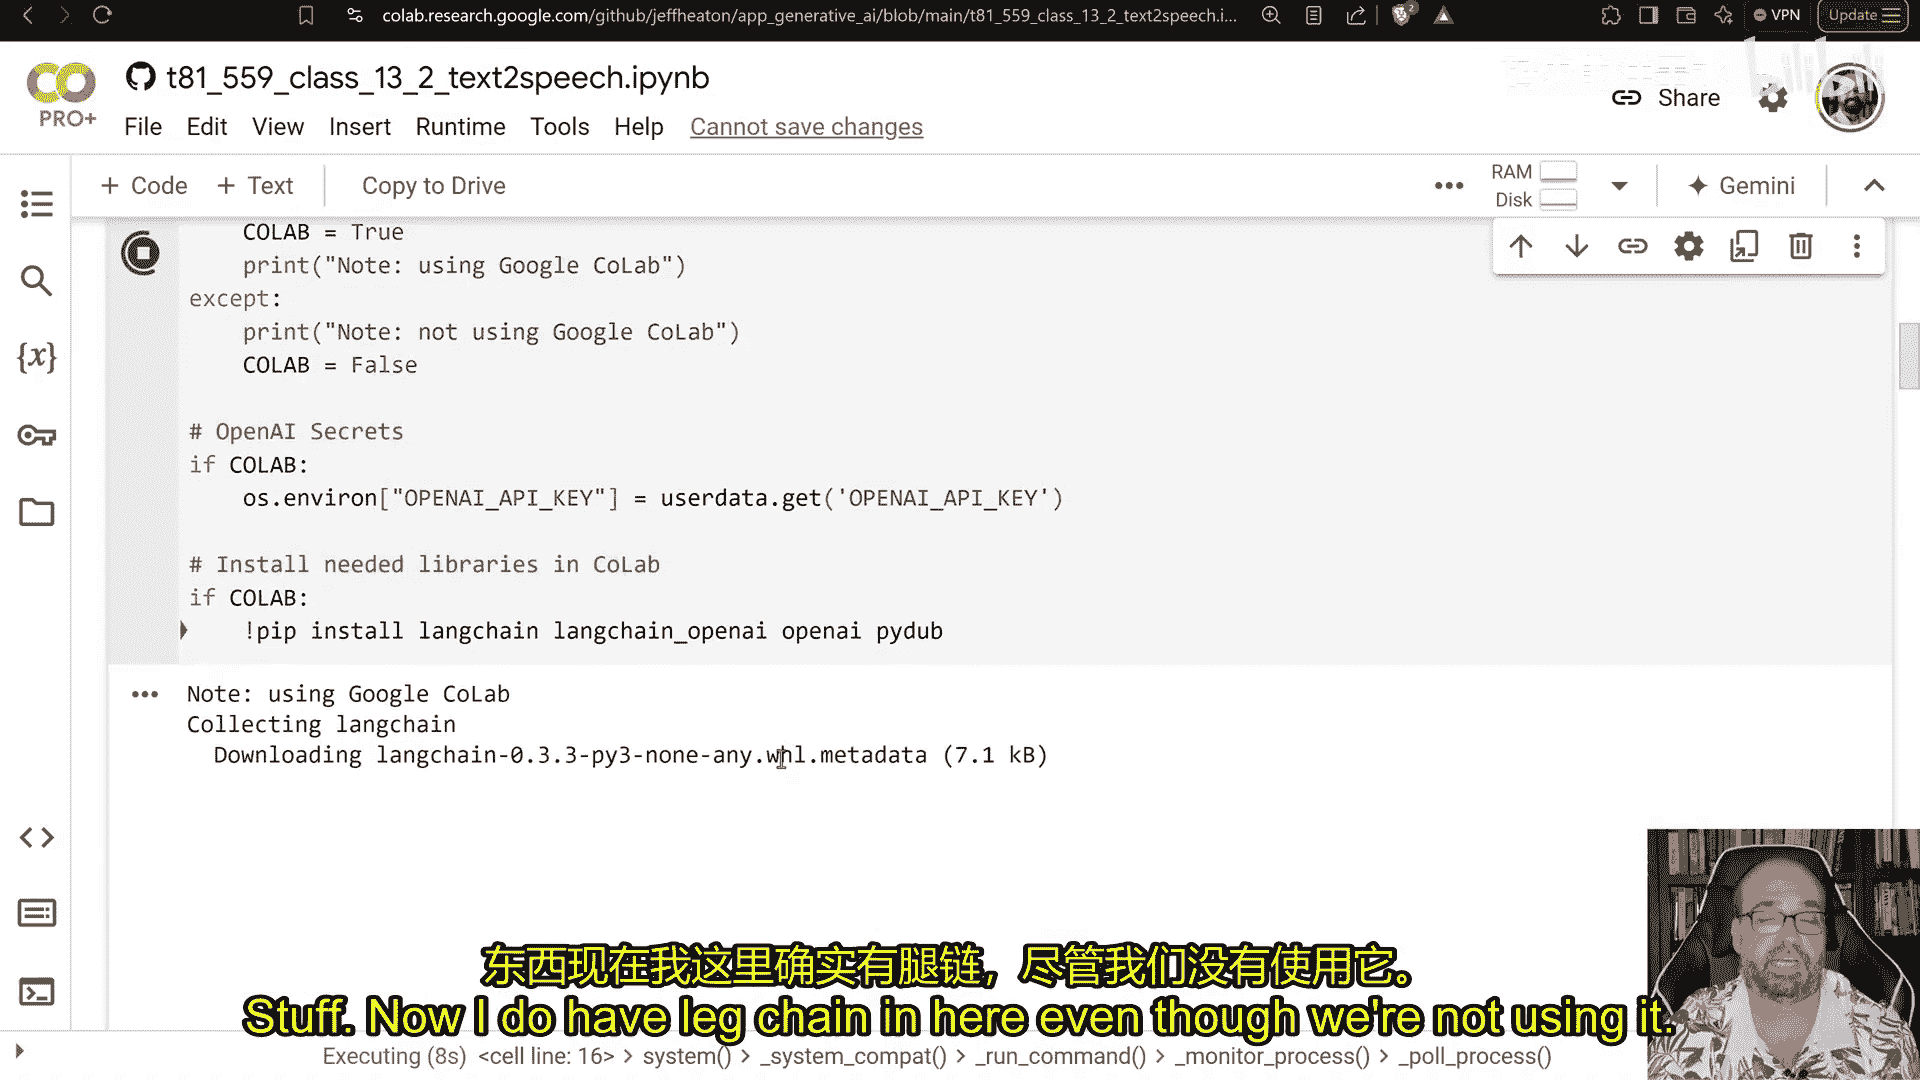 colab.research.google.com/github/jeffheaton/app_generative_ai/blob/main/t81_559_class_13_2_text2speech.i...
2
VPN
Update
PRO+
t81_559_class_13_2_text2speech.ipynb
Share
File Edit View Insert Runtime Tools Help Cannot save changes
+ Code + Text Copy to Drive
RAM
Disk
Gemini
COLAB = True
print("Note: using Google CoLab")
except:
print("Note: not using Google CoLab")
COLAB = False
# OpenAI Secrets
if COLAB:
os.environ["OPENAI_API_KEY"] = userdata.get('OPENAI_API_KEY')
# Install needed libraries in CoLab
if COLAB:
!pip install langchain langchain_openai openai pydub
Note: using Google CoLab
Collecting langchain
Downloading langchain-0.3.3-py3-none-any.whl.metadata (7.1 kB)
东西现在我这里确实有腿链，尽管我们没有使用它。
Stuff. Now I do have leg chain in here even though we're not using it.
Executing (8s) <cell line: 16> > system() > _system_compat() > _run_command() > _monitor_process() > _poll_process()